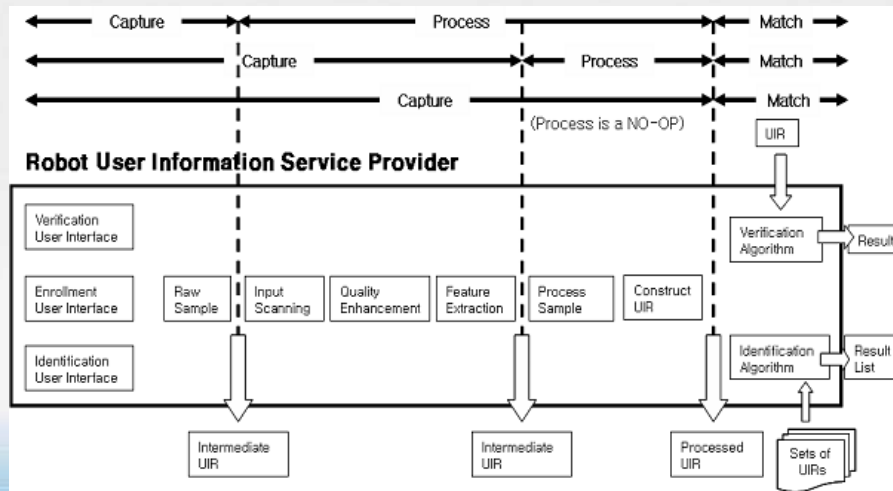 Capture Process Match
Capture Process Match
Capture Match
(Process is a NO-OP)
UIR
Robot User Information Service Provider
Verification
User Interface
Verification
Algorithm
Result
Enrollment
User Interface
Raw
Sample
Input
Scanning
Quality
Enhancement
Feature
Extraction
Process
Sample
Construct
UIR
Identification
User Interface
Identification
Algorithm
Result
List
Intermediate
UIR
Intermediate
UIR
Processed
UIR
Sets of
UIRs